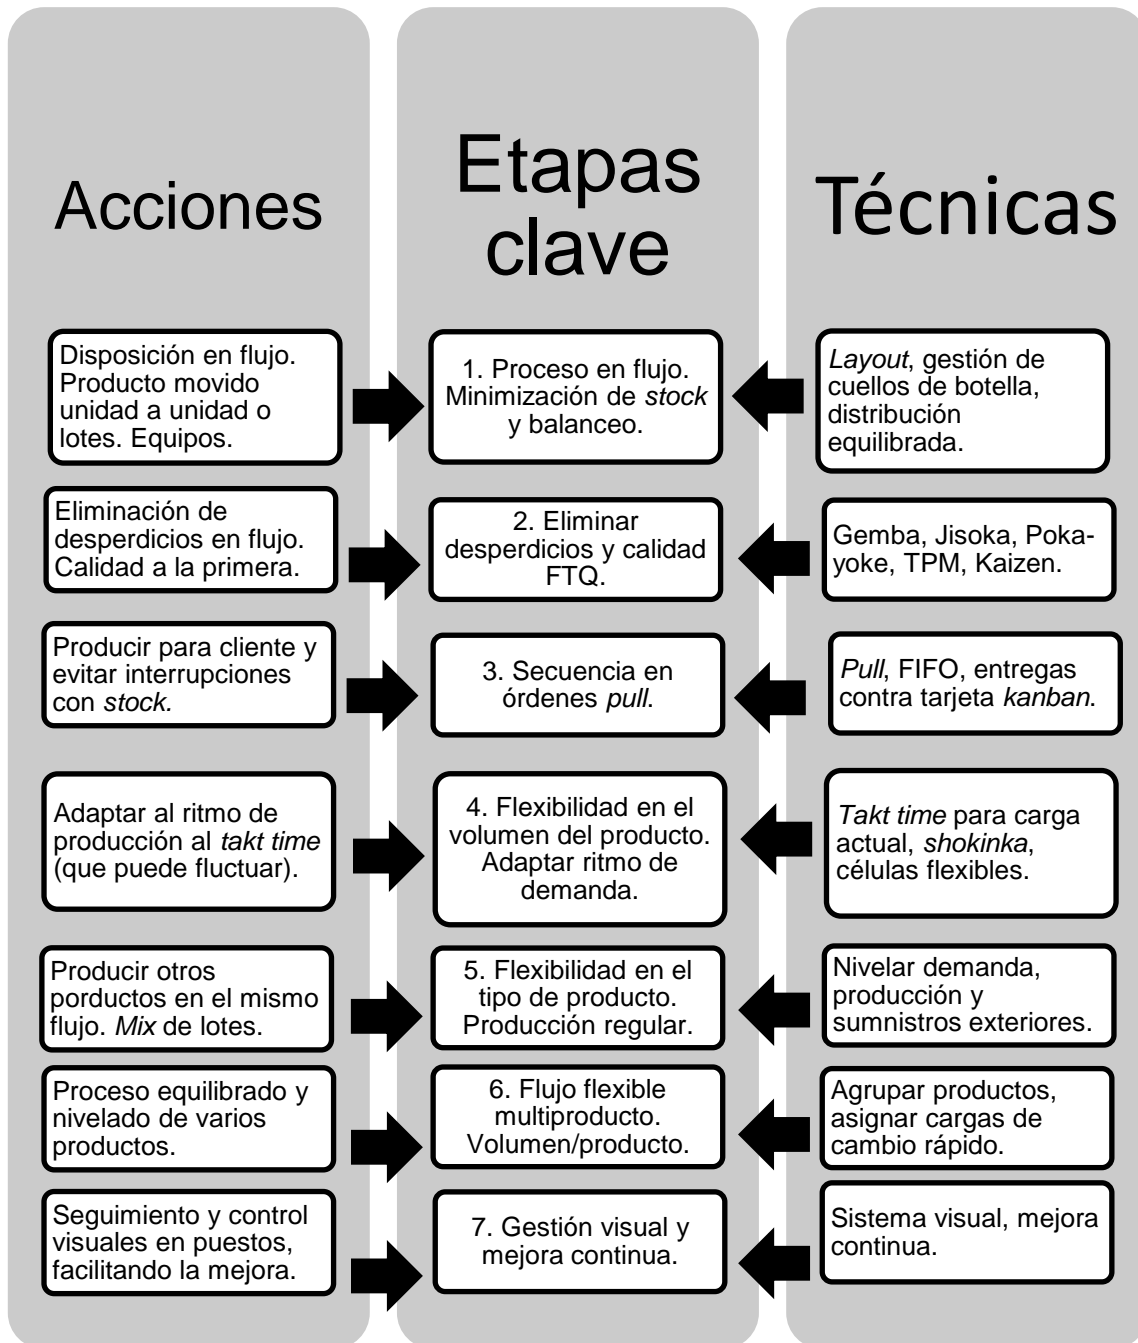 Acciones
Etapas
clave
Técnicas
Disposición en flujo.
Producto movido
unidad a unidad o
lotes. Equipos.
1. Proceso en flujo.
Minimización de stock
y balanceo.
Layout, gestión de
cuellos de botella,
distribución
equilibrada.
Eliminación de
desperdicios en flujo.
Calidad a la primera.
2. Eliminar
desperdicios y calidad
FTQ.
Gemba, Jisoka, Poka-
yoke, TPM, Kaizen.
Producir para cliente y
evitar interrupciones
con stock.
3. Secuencia en
órdenes pull.
Pull, FIFO, entregas
contra tarjeta kanban.
Adaptar al ritmo de
producción al takt time
(que puede fluctuar).
4. Flexibilidad en el
volumen del producto.
Adaptar ritmo de
demanda.
Takt time para carga
actual, shokinka,
células flexibles.
Producir otros
porductos en el mismo
flujo. Mix de lotes.
5. Flexibilidad en el
tipo de producto.
Producción regular.
Nivelar demanda,
producción y
sumnistros exteriores.
Proceso equilibrado y
nivelado de varios
productos.
6. Flujo flexible
multiproducto.
Volumen/producto.
Agrupar productos,
asignar cargas de
cambio rápido.
Seguimiento y control
visuales en puestos,
facilitando la mejora.
7. Gestión visual y
mejora continua.
Sistema visual, mejora
continua.